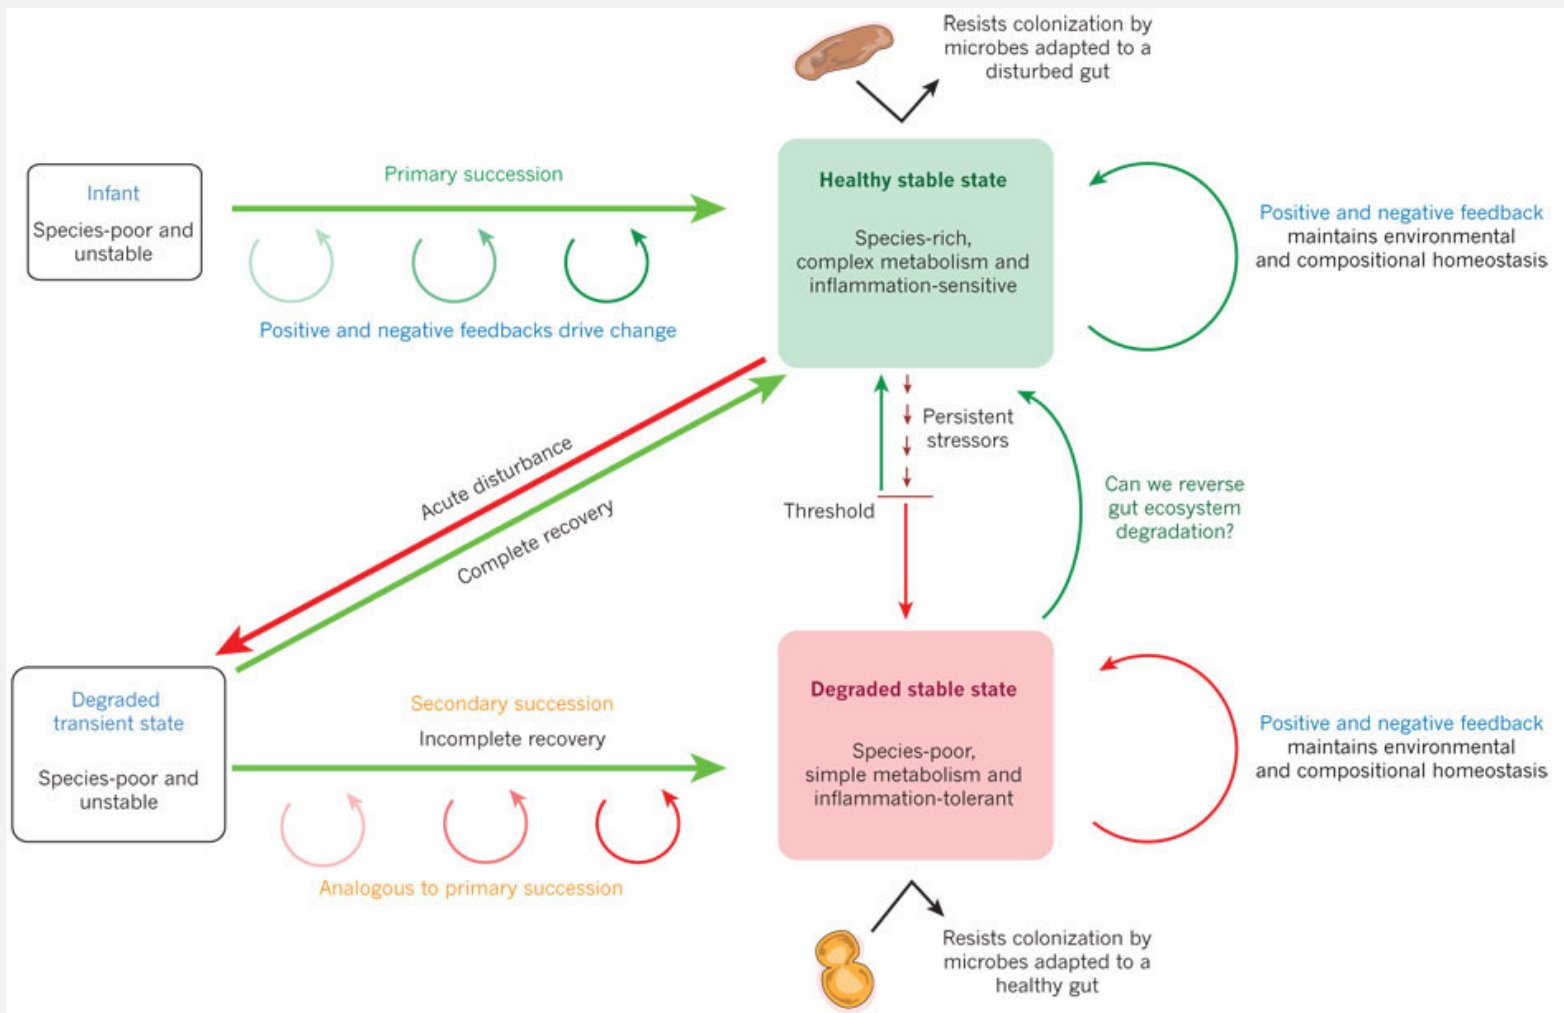 Resists colonization by
microbes adapted to a
disturbed gut
Infant
Species-poor and
unstable
Primary succession
Positive and negative feedbacks drive change
Healthy stable state
Species-rich,
complex metabolism and
inflammation-sensitive
Positive and negative feedback
maintains environmental
and compositional homeostasis
Acute disturbance
Complete recovery
Persistent
stressors
Threshold
Can we reverse
gut ecosystem
degradation?
Degraded
transient state
Species-poor and
unstable
Secondary succession
Incomplete recovery
Analogous to primary succession
Degraded stable state
Species-poor,
simple metabolism and
inflammation-tolerant
Positive and negative feedback
maintains environmental
and compositional homeostasis
Resists colonization by
microbes adapted to a
healthy gut